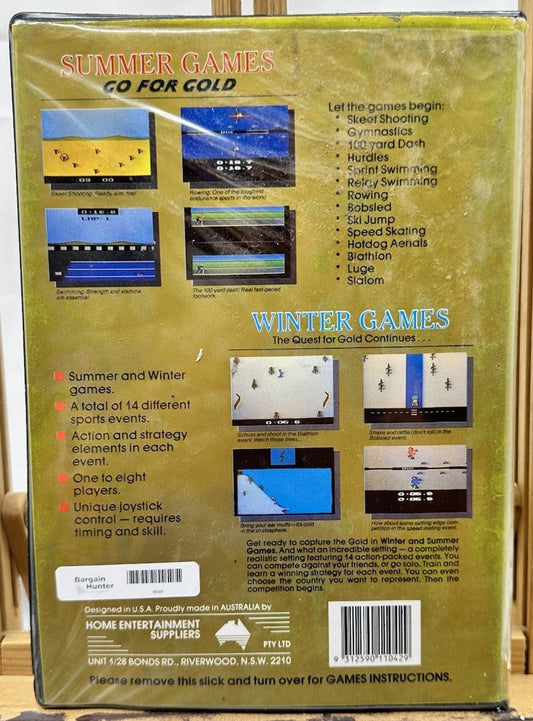 SUMMER GAMES
GO FOR GOLD
Skeet Shooting: Ready, aim, fire!
Rowing: One of the toughest
endurance sports in the world.
Swimming: Strength and stamina
are essential.
The 100 yard dash: Real fast-paced
footwork.
Let the games begin:
• Skeet Shooting
• Gymnastics
• 100 yard Dash
• Hurdles
• Sprint Swimming
• Relay Swimming
• Rowing
• Bobsled
• Ski Jump
• Speed Skating
• Hotdog Aerials
• Biathlon
• Luge
• Slalom
WINTER GAMES
The Quest for Gold Continues . . .
Schuss and shoot in the Biathlon
event. Watch those trees...
Shake and rattle (don't roll) in the
Bobsled event.
Bring your ear muffs — it's cold
in the stratosphere.
How about some cutting edge com-
petition in the speed skating event.
Summer and Winter
games.
A total of 14 different
sports events.
Action and strategy
elements in each
event.
One to eight
players.
Unique joystick
control — requires
timing and skill.
Get ready to capture the Gold in Winter and Summer
Games. And what an incredible setting — a completely
realistic setting featuring 14 action-packed events. You
can compete against your friends, or go solo. Train and
learn a winning strategy for each event. You can even
choose the country you want to represent. Then the
competition begins.
Bargain
Hunter
Designed in U.S.A. Proudly made in AUSTRALIA by
HOME ENTERTAINMENT
SUPPLIERS
PTY LTD
UNIT 1/28 BONDS RD., RIVERWOOD, N.S.W. 2210
9 312590 110429
Please remove this slick and turn over for GAMES INSTRUCTIONS.